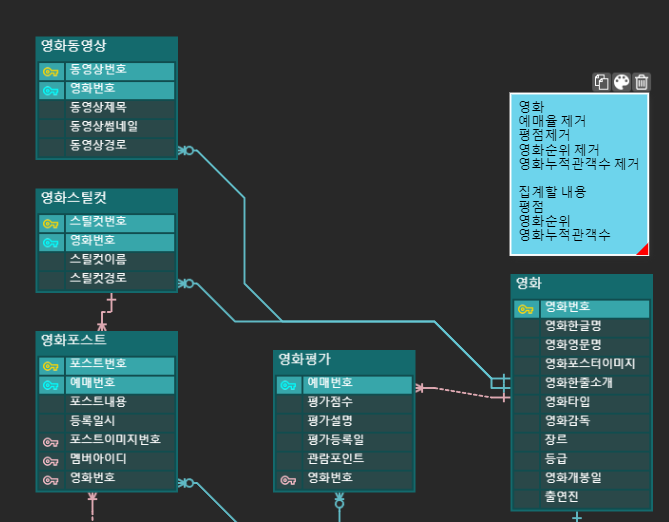 영화동영상
동영상번호
영화번호
동영상제목
동영상썸네일
동영상경로
영화스틸컷
스틸컷번호
영화번호
스틸컷이름
스틸컷경로
영화포스트
포스트번호
예매번호
포스트내용
등록일시
포스트이미지번호
멤버아이디
영화번호
영화평가
예매번호
평가점수
평가설명
평가등록일
관람포인트
영화번호
영화
예매율 제거
평점제거
영화순위 제거
영화누적관객수 제거
집계할 내용
평점
영화순위
영화누적관객수
영화
영화번호
영화한글명
영화영문명
영화포스터이미지
영화한줄소개
영화타입
영화감독
장르
등급
영화개봉일
출연진